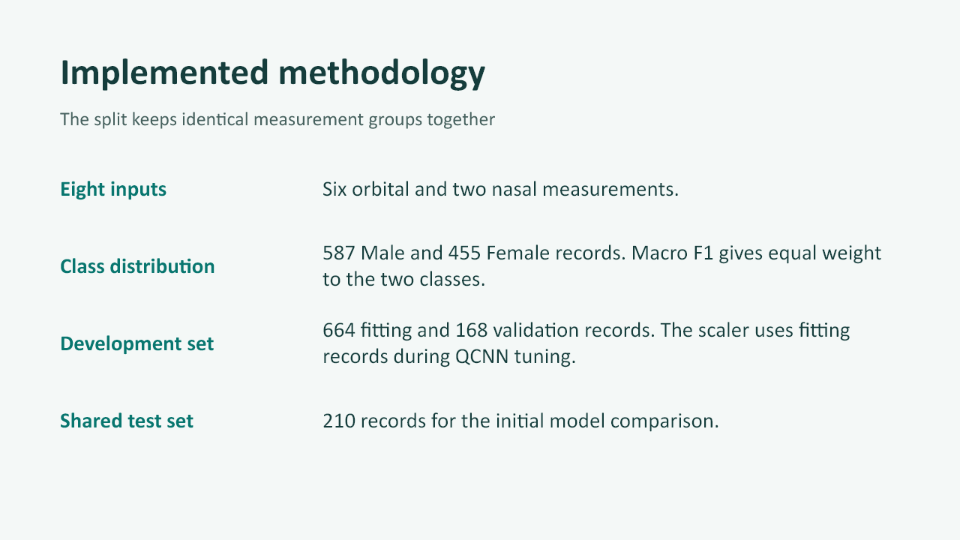 Implemented methodology
The split keeps identical measurement groups together
Eight inputs
Six orbital and two nasal measurements.
Class distribution
587 Male and 455 Female records. Macro F1 gives equal weight
to the two classes.
Development set
664 fitting and 168 validation records. The scaler uses fitting
records during QCNN tuning.
Shared test set
210 records for the initial model comparison.